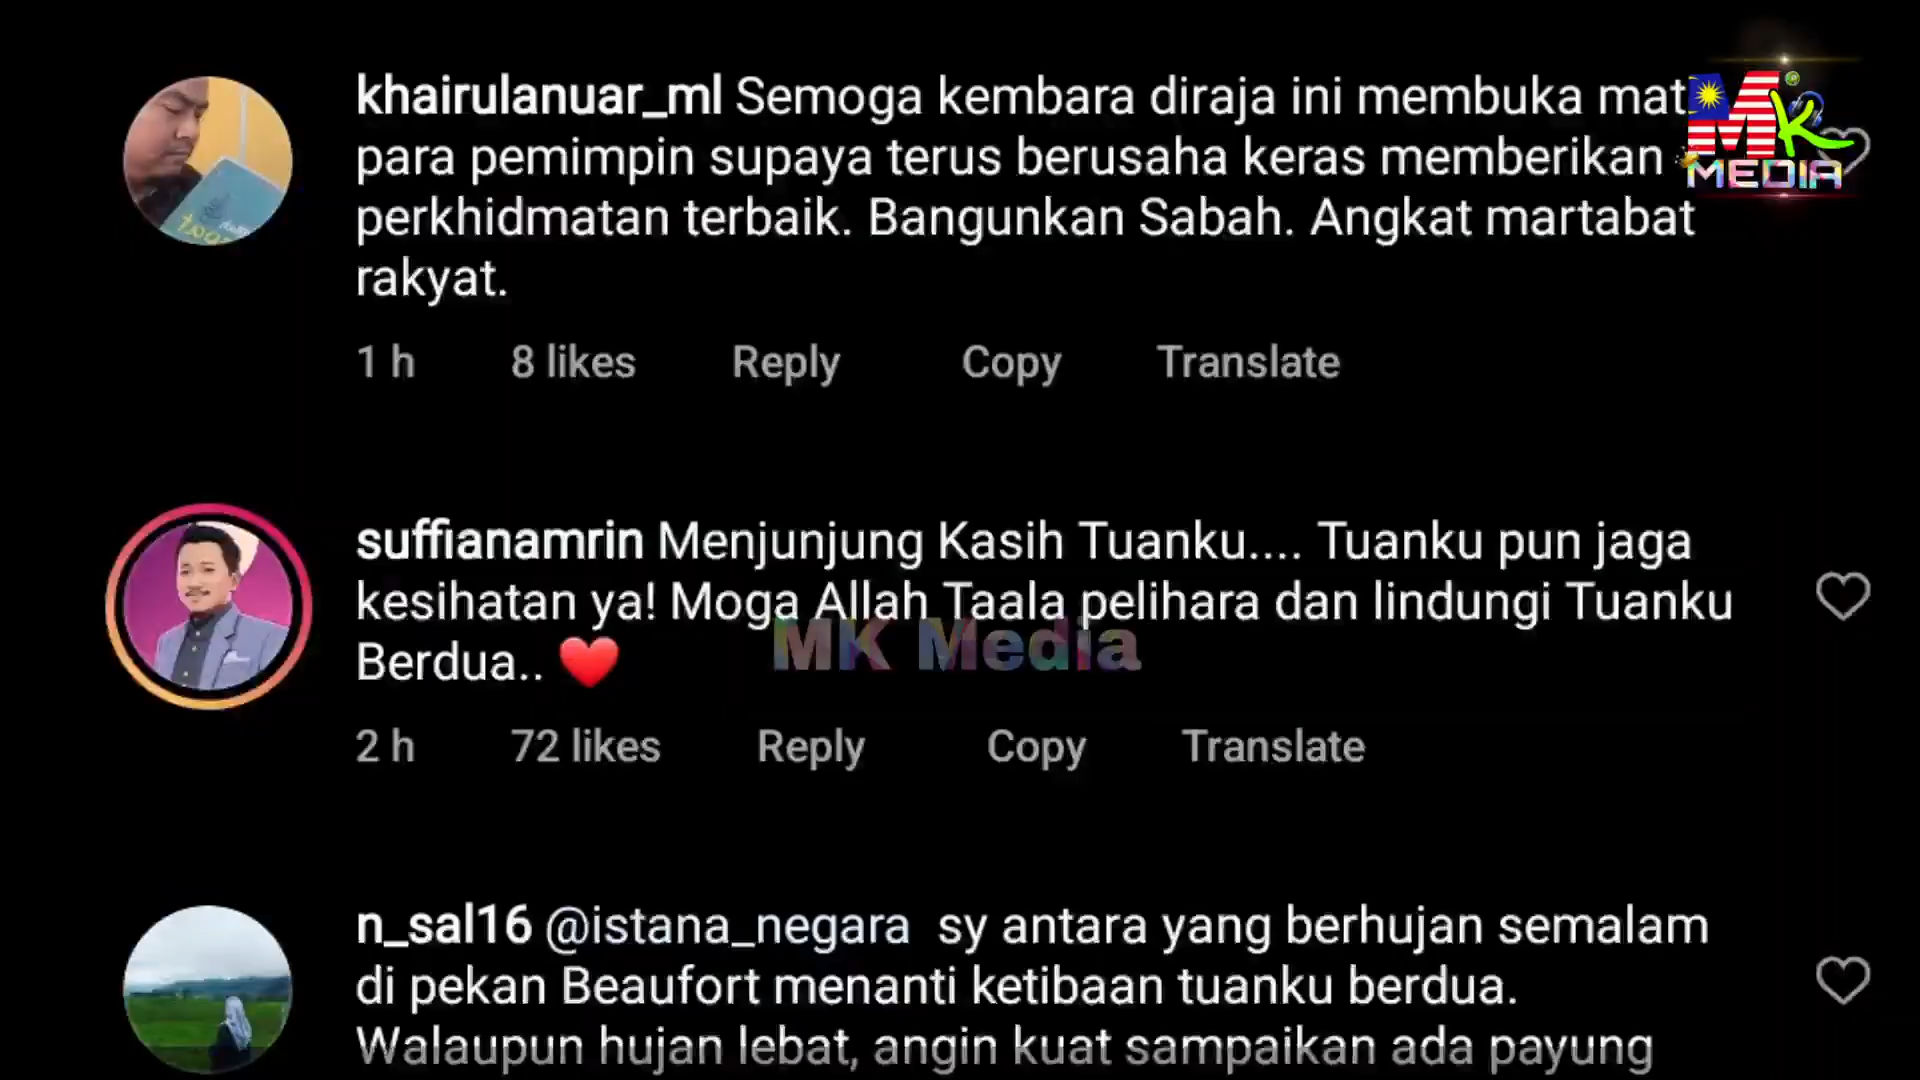 khairulanuar_ml Semoga kembara diraja ini membuka mat
para pemimpin supaya terus berusaha keras memberikan
perkhidmatan terbaik. Bangunkan Sabah. Angkat martabat
rakyat.
1 h 8 likes Reply Copy Translate
MK
MEDIA
suffianamrin Menjunjung Kasih Tuanku.... Tuanku pun jaga
kesihatan ya! Moga Allah Taala pelihara dan lindungi Tuanku
Berdua.. ❤️
MK Media
2 h 72 likes Reply Copy Translate
n_sal16 @istana_negara sy antara yang berhujan semalam
di pekan Beaufort menanti ketibaan tuanku berdua.
Walaupun hujan lebat, angin kuat sampaikan ada payung